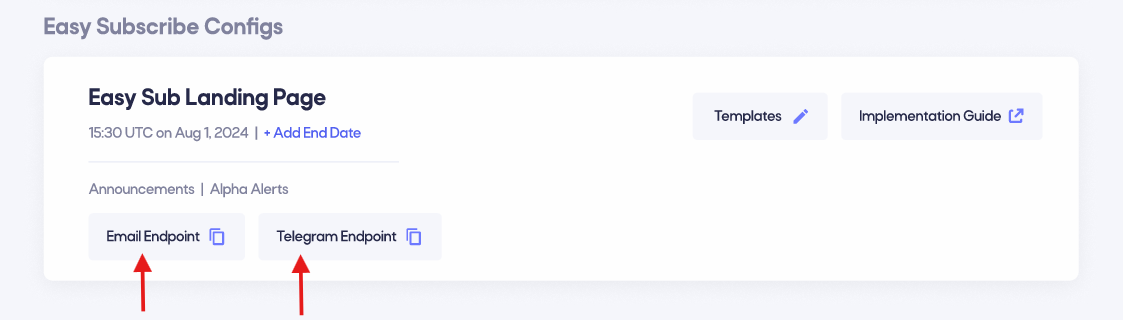 Easy Subscribe Configs
Easy Sub Landing Page
15:30 UTC on Aug 1, 2024 | + Add End Date
Templates
Implementation Guide
Announcements | Alpha Alerts
Email Endpoint
Telegram Endpoint